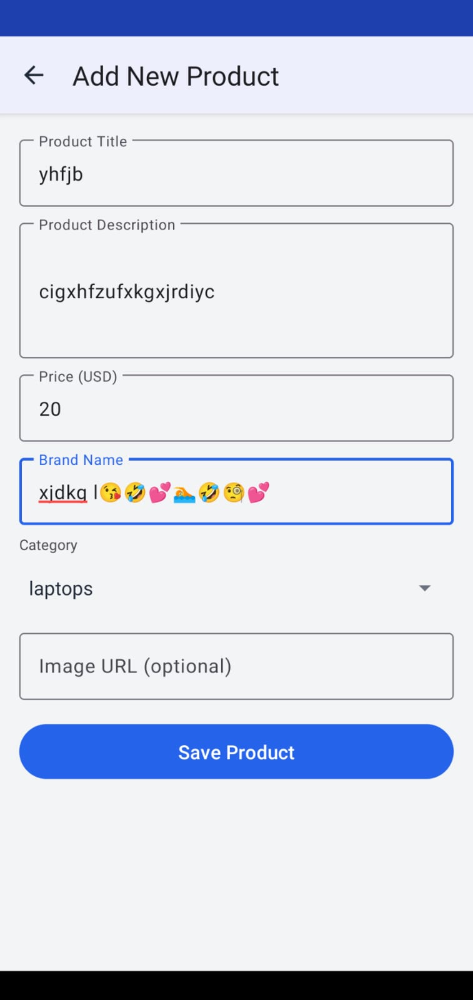 Add New Product
Product Title
yhfjb
Product Description
cigxhfzufxkgxjrdiyc
Price (USD)
20
Brand Name
xjdkq l😘🤣💕🏊🤣🧐💕
Category
laptops
Image URL (optional)
Save Product